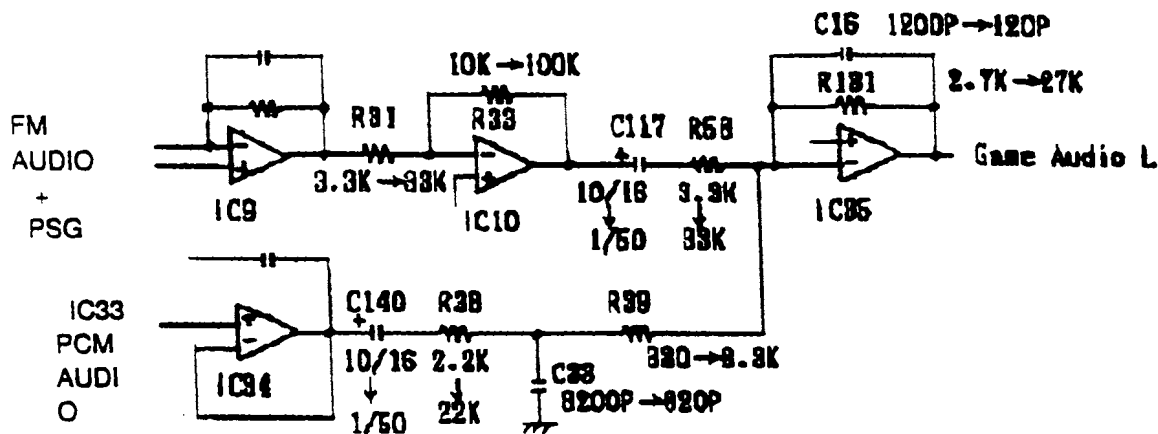 C16 1200P→120P
10K→100K
R131 2.7K→27K
FM
AUDIO
+
PSG
R31
R33
C117
R58
3.3K→33K
+
IC9
IC10
10/16
↓
1/50
3.3K
↓
33K
IC35
Game Audio L
IC33
PCM
AUDI
O
IC34
C140
R38
R39
+
10/16
↓
1/50
2.2K
↓
22K
330→3.3K
8200P→820P